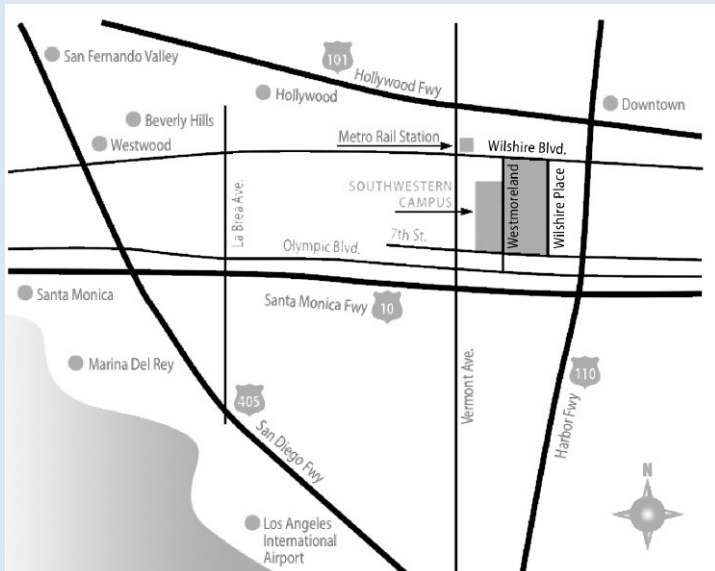 San Fernando Valley
101
Hollywood Fwy
Hollywood
Downtown
Beverly Hills
Westwood
Metro Rail Station
Wilshire Blvd.
SOUTHWESTERN
CAMPUS
Westmoreland
Wilshire Place
La Brea Ave.
7th St.
Olympic Blvd.
Santa Monica
Santa Monica Fwy
10
Marina Del Rey
Vermont Ave.
110
Harbor Fwy
405
San Diego Fwy
N
Los Angeles
International
Airport